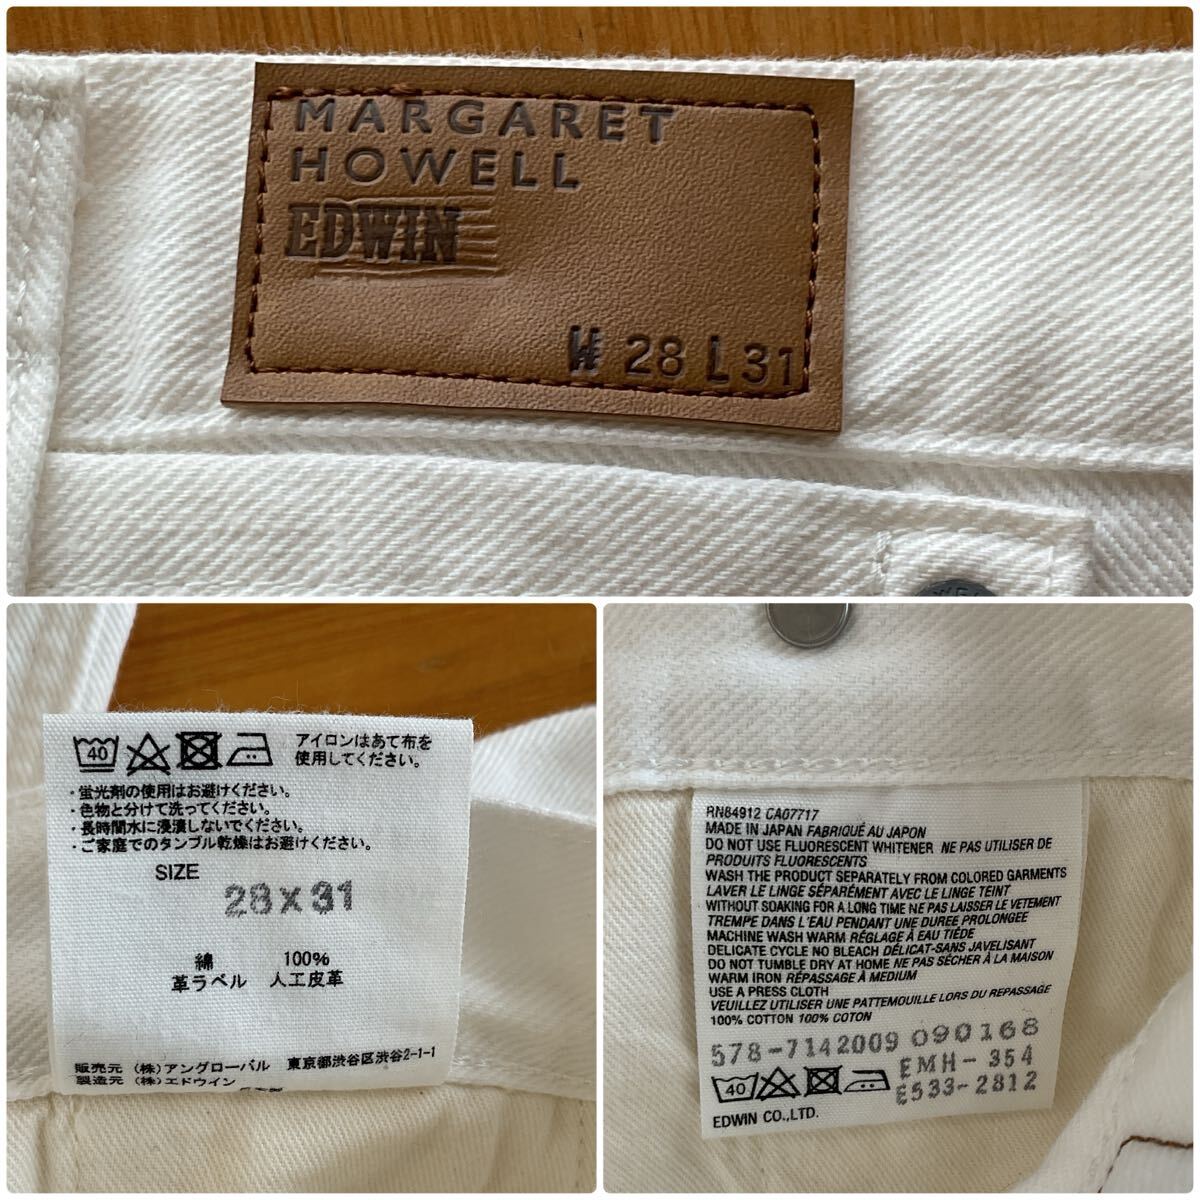 MARGARET
HOWELL
EDWIN
W 28 L 31
40
アイロンはあて布を
使用してください。
・蛍光剤の使用はお避けください。
・色物と分けて洗ってください。
・長時間水に浸漬しないでください。
・ご家庭でのタンブル乾燥はお避けください。
SIZE
28X31
綿 100%
革ラベル 人工皮革
販売元 (株)アングローバル 東京都渋谷区渋谷2-1-1
製造元 (株)エドウイン
RN84912 CA07717
MADE IN JAPAN FABRIQUÉ AU JAPON
DO NOT USE FLUORESCENT WHITENER NE PAS UTILISER DE
PRODUITS FLUORESCENTS
WASH THE PRODUCT SEPARATELY FROM COLORED GARMENTS
LAVER LE LINGE SÉPARÉMENT AVEC LE LINGE TEINT
WITHOUT SOAKING FOR A LONG TIME NE PAS LAISSER LE VETEMENT
TREMPE DANS L'EAU PENDANT UNE DUREE PROLONGEE
MACHINE WASH WARM RÉGLAGE À EAU TIÉDE
DELICATE CYCLE NO BLEACH DÉLICAT-SANS JAVELISANT
DO NOT TUMBLE DRY AT HOME NE PAS SÉCHER À LA MAISON
WARM IRON RÉPASSAGE À MEDIUM
USE A PRESS CLOTH
VEUILLEZ UTILISER UNE PATTEMOUILLE LORS DU REPASSAGE
100% COTTON 100% COTON
578-7142009 090168
EMH-354
40
E533-2812
EDWIN CO.,LTD.